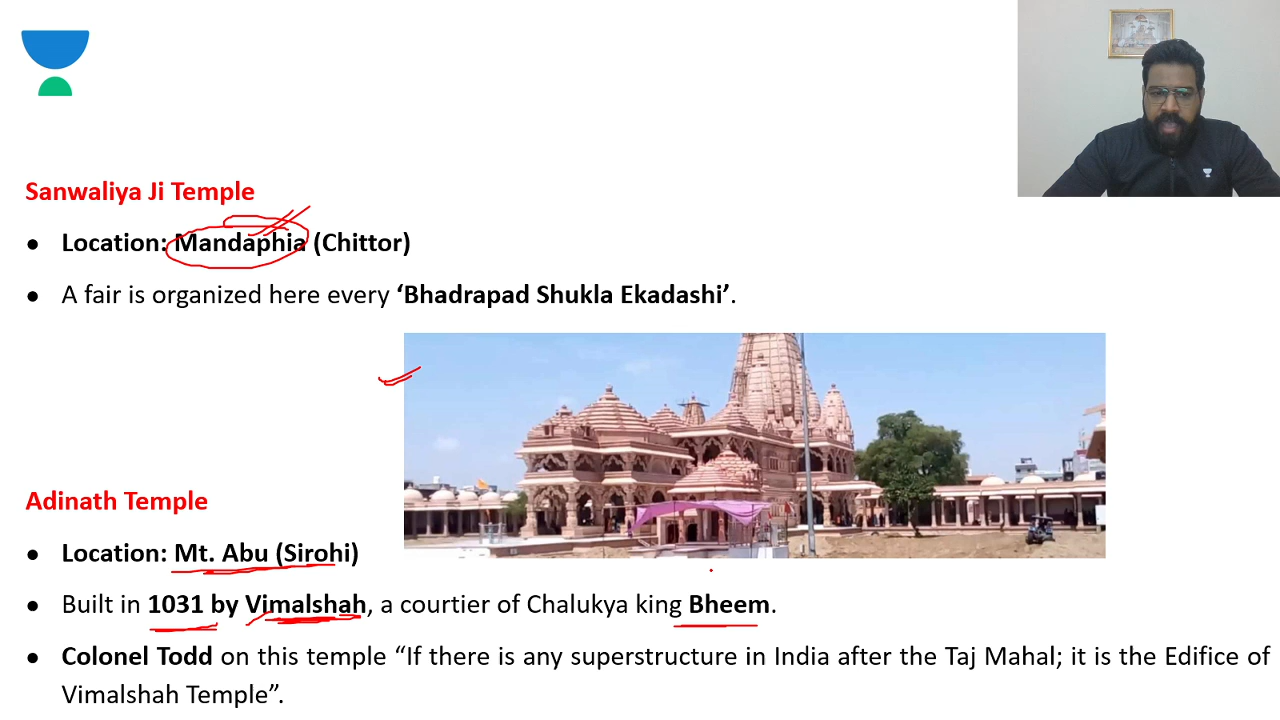 Sanwaliya Ji Temple
● Location: Mandaphia (Chittor)
● A fair is organized here every ‘Bhadrapad Shukla Ekadashi’.
Adinath Temple
● Location: Mt. Abu (Sirohi)
● Built in 1031 by Vimalshah, a courtier of Chalukya king Bheem.
● Colonel Todd on this temple “If there is any superstructure in India after the Taj Mahal; it is the Edifice of
Vimalshah Temple”.